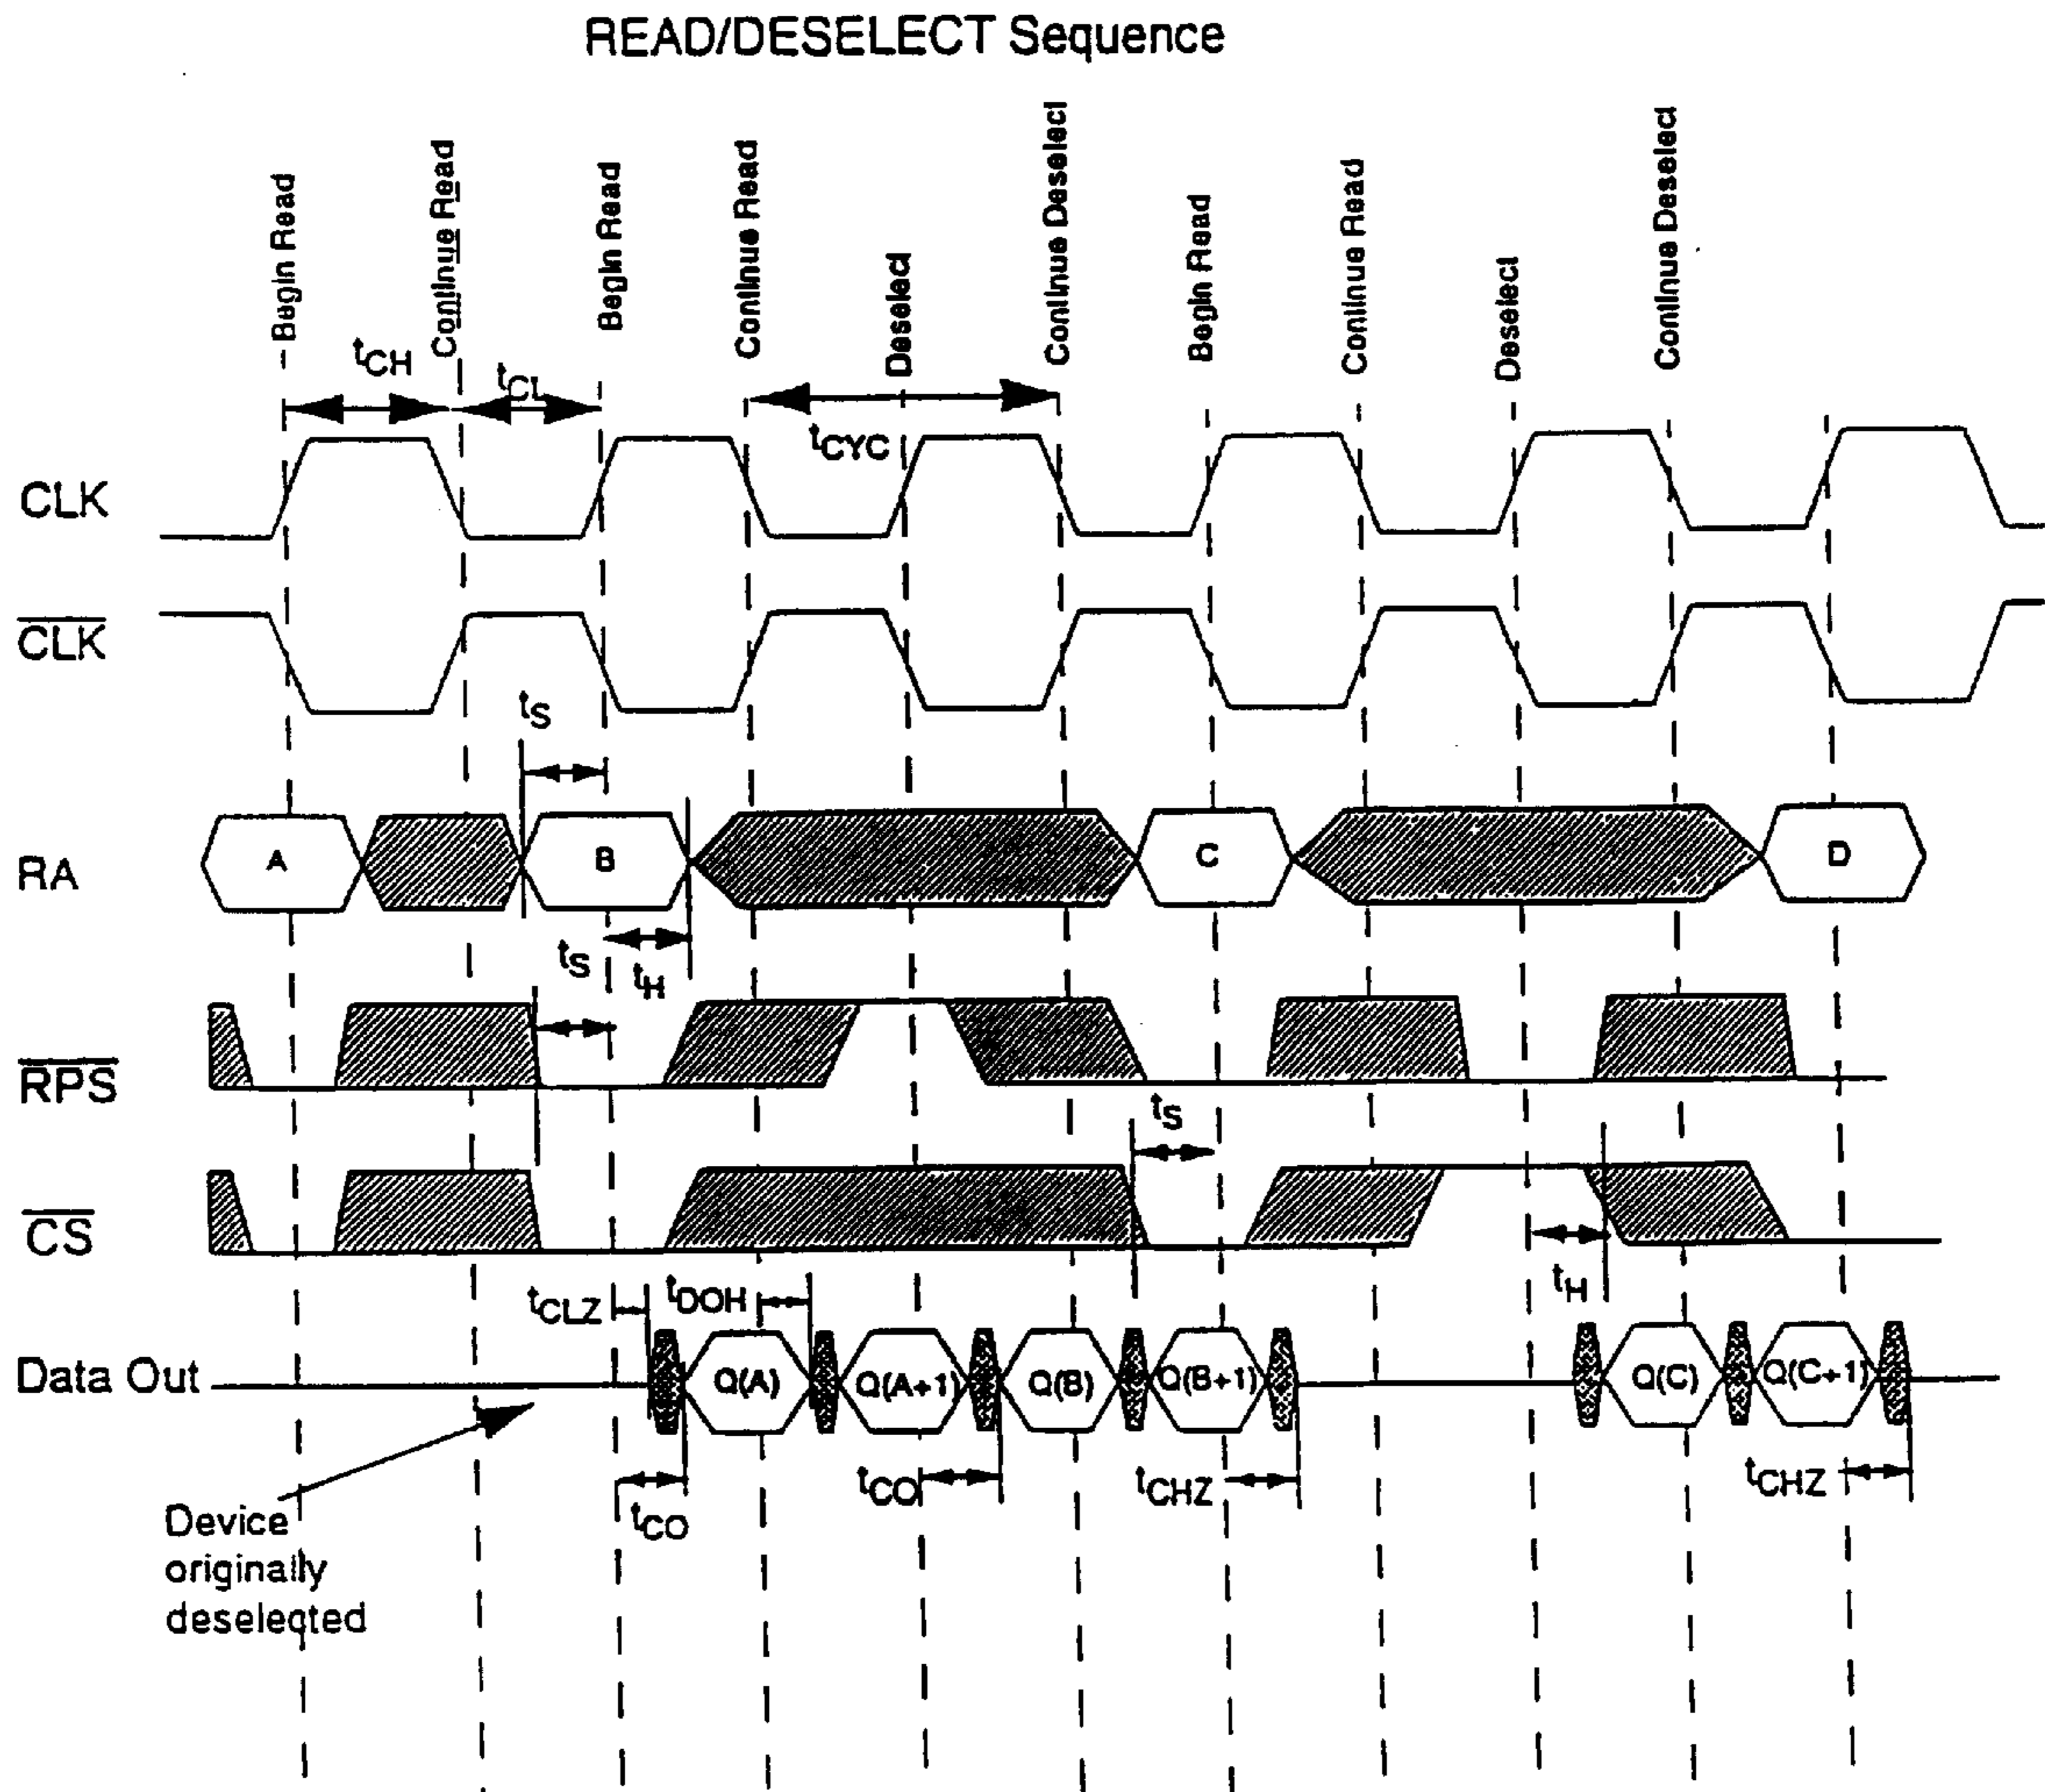 READ/DESELECT Sequence
Begin Read
Continue Read
Begin Read
Continue Read
Deselect
Continue Deselect
Begin Read
Continue Read
Deselect
Continue Deselect
tCH
tCL
tCYC
CLK
CLK
tS
RA
A
B
C
D
tS
tH
RPS
tS
CS
tH
tCLZ
tDOH
Data Out
Q(A)
Q(A+1)
Q(B)
Q(B+1)
Q(C)
Q(C+1)
tCO
tCO
tCHZ
tCHZ
Device
originally
deselected